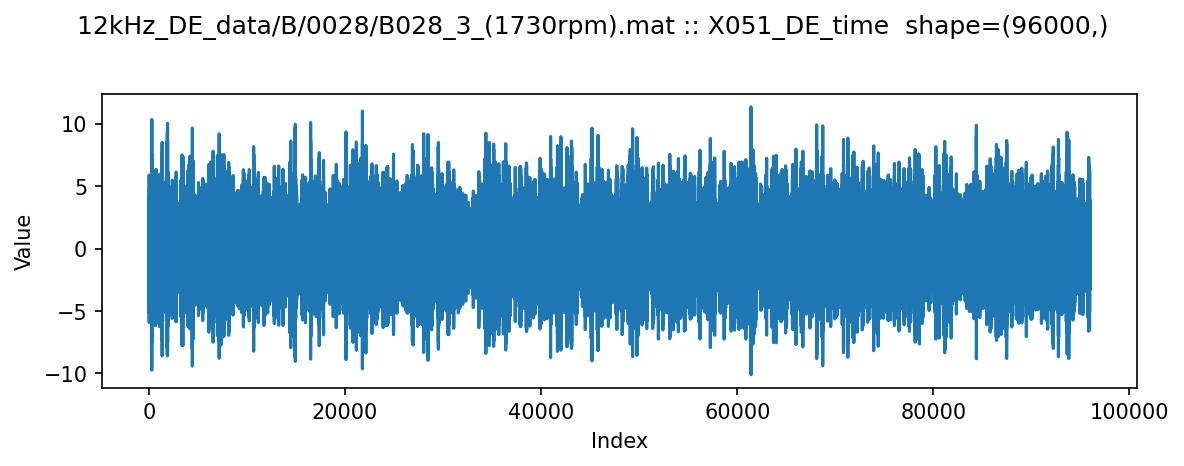 12kHz_DE_data/B/0028/B028_3_(1730rpm).mat :: X051_DE_time  shape=(96000,)
10
5
0
−5
−10
Value
0 20000 40000 60000 80000 100000
Index